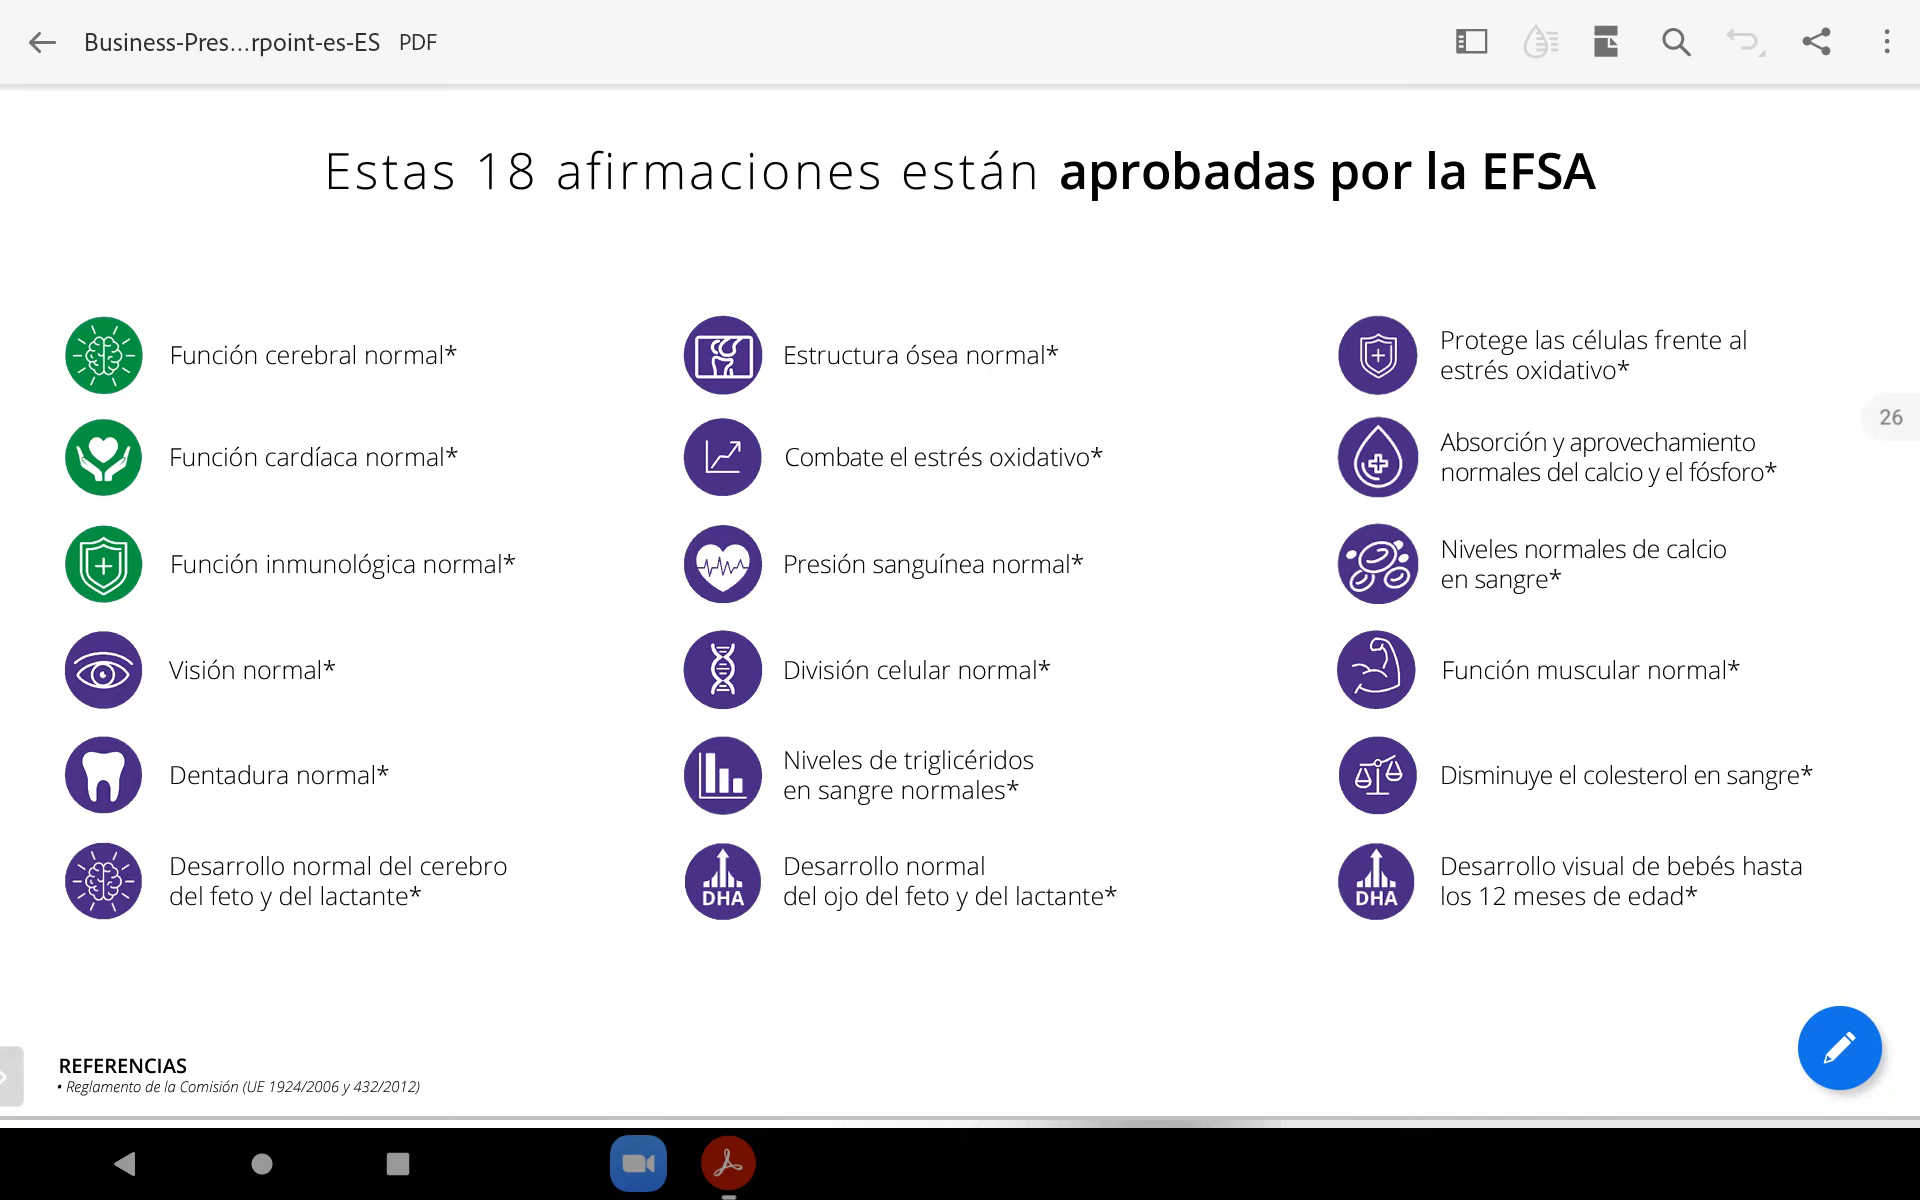 Business-Pres...rpoint-es-ES PDF
Estas 18 afirmaciones están aprobadas por la EFSA
Función cerebral normal*
Función cardíaca normal*
Función inmunológica normal*
Visión normal*
Dentadura normal*
Desarrollo normal del cerebro
del feto y del lactante*
Estructura ósea normal*
Combate el estrés oxidativo*
Presión sanguínea normal*
División celular normal*
Niveles de triglicéridos
en sangre normales*
DHA
Desarrollo normal
del ojo del feto y del lactante*
Protege las células frente al
estrés oxidativo*
Absorción y aprovechamiento
normales del calcio y el fósforo*
Niveles normales de calcio
en sangre*
Función muscular normal*
Disminuye el colesterol en sangre*
DHA
Desarrollo visual de bebés hasta
los 12 meses de edad*
26
REFERENCIAS
• Reglamento de la Comisión (UE 1924/2006 y 432/2012)